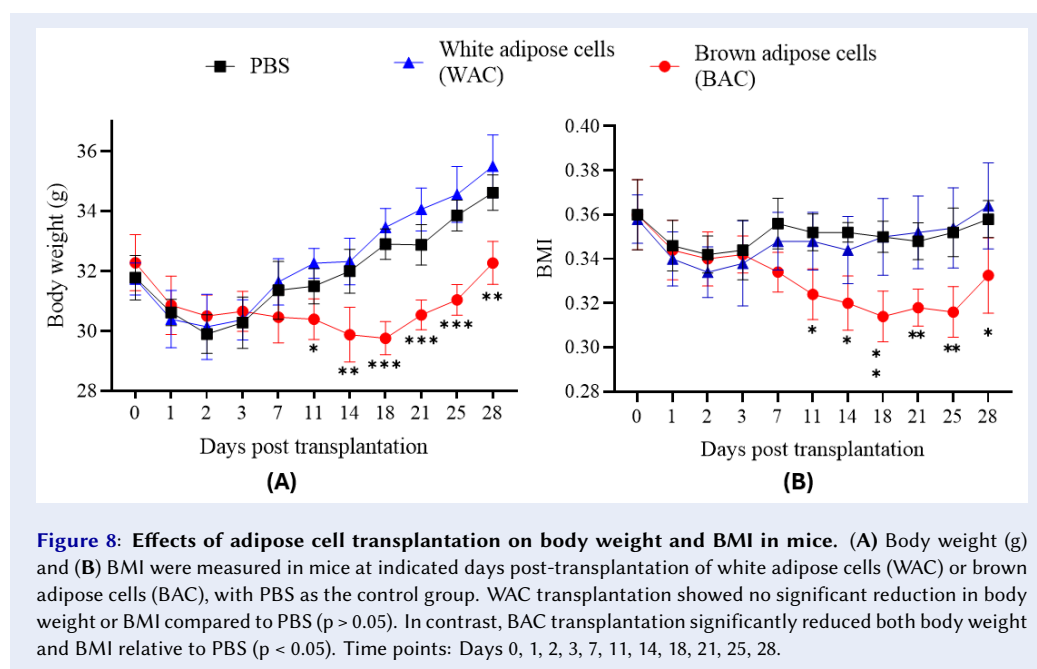 PBS
White adipose cells
(WAC)
Brown adipose cells
(BAC)
Body weight (g)
36
34
32
30
28
*
**
***
***
***
**
0 1 2 3 7 11 14 18 21 25 28
Days post transplantation
(A)
BMI
0.40
0.38
0.36
0.34
0.32
0.30
0.28
*
*
*
*
**
**
*
0 1 2 3 7 11 14 18 21 25 28
Days post transplantation
(B)
Figure 8: Effects of adipose cell transplantation on body weight and BMI in mice. (A) Body weight (g)
and (B) BMI were measured in mice at indicated days post-transplantation of white adipose cells (WAC) or brown
adipose cells (BAC), with PBS as the control group. WAC transplantation showed no significant reduction in body
weight or BMI compared to PBS (p > 0.05). In contrast, BAC transplantation significantly reduced both body weight
and BMI relative to PBS (p < 0.05). Time points: Days 0, 1, 2, 3, 7, 11, 14, 18, 21, 25, 28.